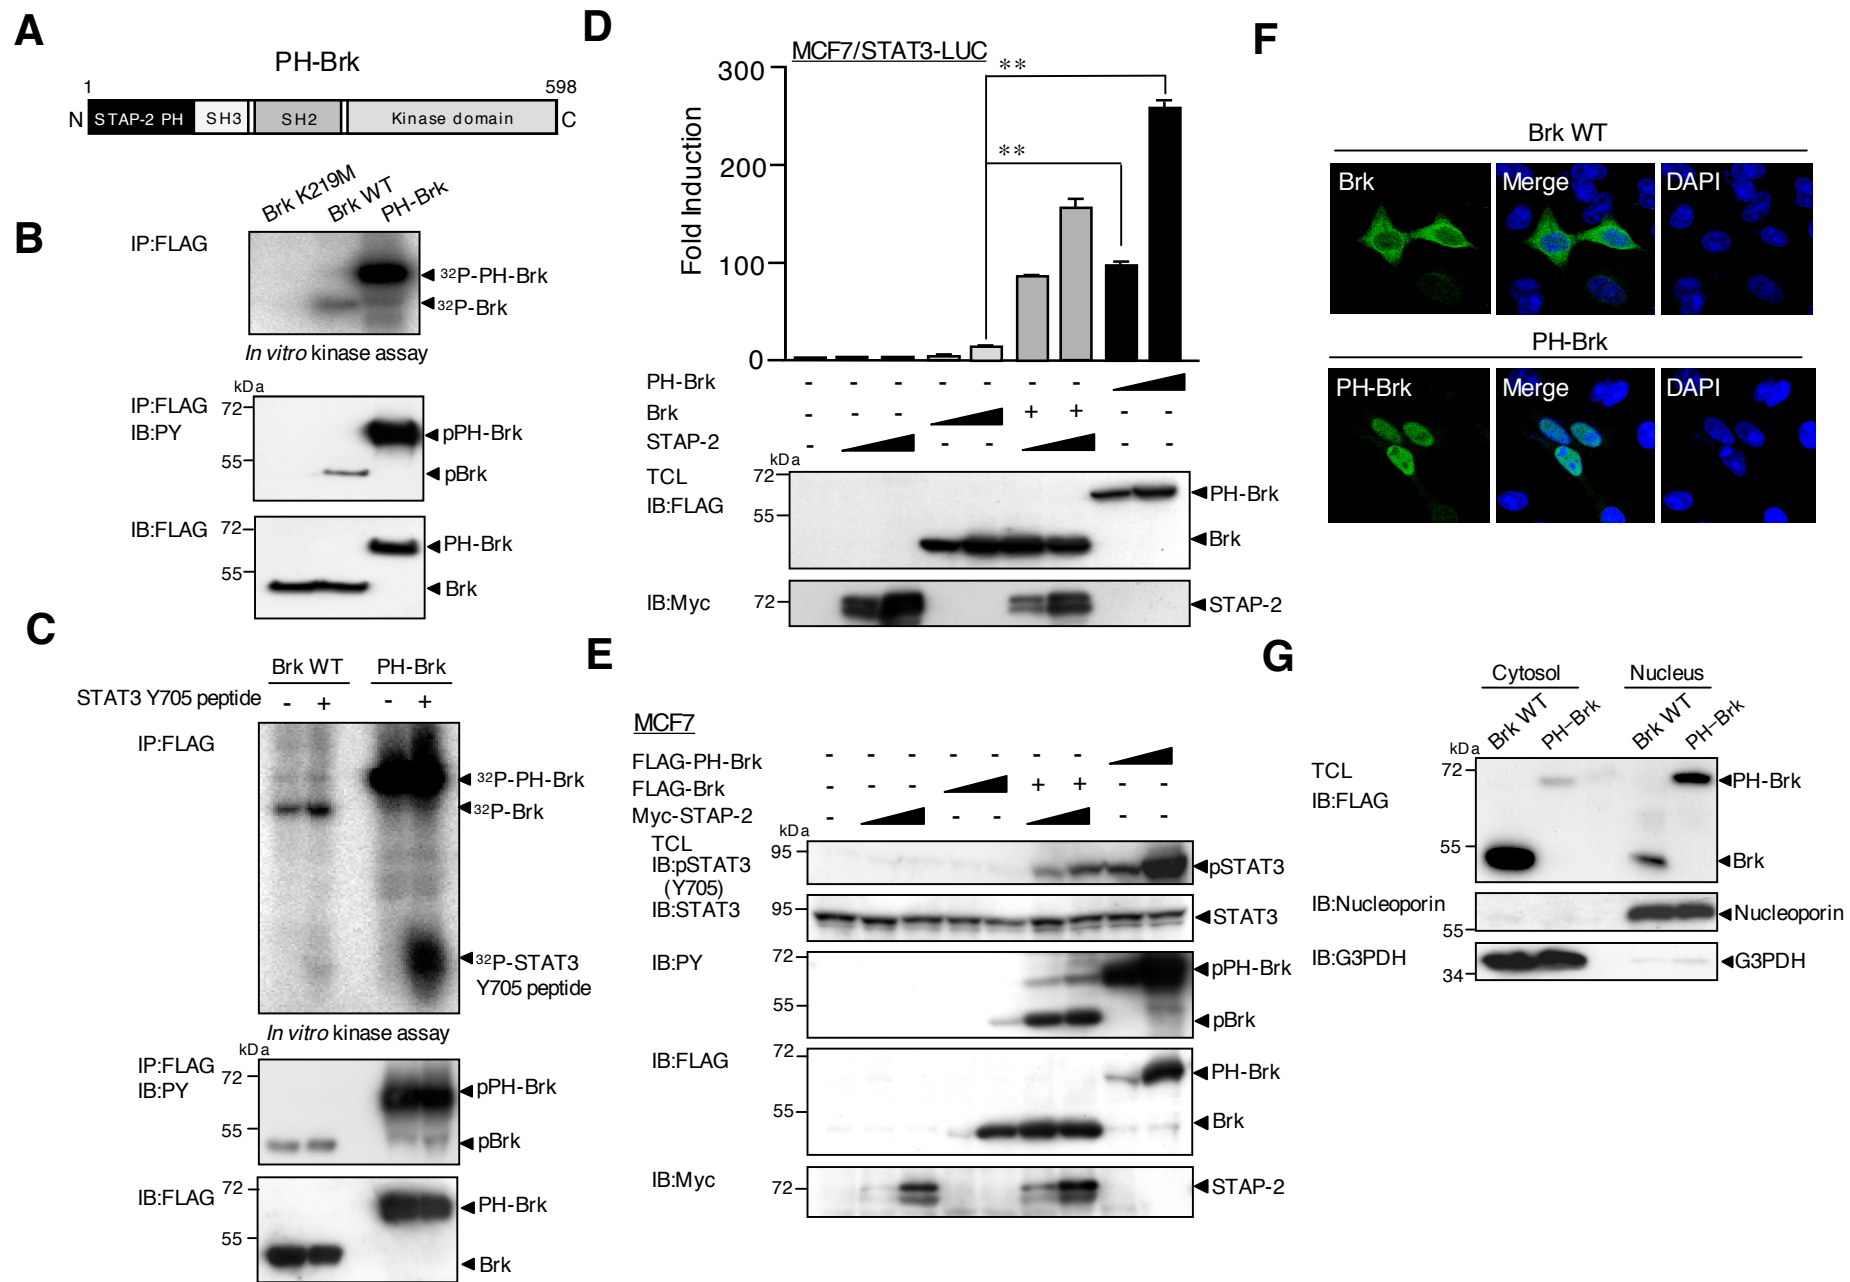 A
PH-Brk
1 598
N STAP-2 PH SH3 SH2 Kinase domain C
B
Brk K219M Brk WT PH-Brk
IP:FLAG
32P-PH-Brk
32P-Brk
In vitro kinase assay
kDa
IP:FLAG
IB:PY
72
55
pPH-Brk
pBrk
IB:FLAG
72
55
PH-Brk
Brk
C
Brk WT PH-Brk
STAT3 Y705 peptide - + - +
IP:FLAG
32P-PH-Brk
32P-Brk
32P-STAT3
Y705 peptide
In vitro kinase assay
kDa
IP:FLAG
IB:PY
72
55
pPH-Brk
pBrk
IB:FLAG
72
55
PH-Brk
Brk
D
MCF7/STAT3-LUC
Fold Induction
300
200
100
0
**
**
PH-Brk - - - - - - -
Brk - - - + + - -
STAP-2 - - - - -
kDa
TCL
IB:FLAG
72
55
PH-Brk
Brk
IB:Myc
72
STAP-2
E
MCF7
FLAG-PH-Brk - - - - - - -
FLAG-Brk - - - + + - -
Myc-STAP-2 - - - - -
kDa
TCL
IB:pSTAT3
(Y705)
95
pSTAT3
IB:STAT3
95
STAT3
IB:PY
72
55
pPH-Brk
pBrk
IB:FLAG
72
55
PH-Brk
Brk
IB:Myc
72
STAP-2
F
Brk WT
Brk Merge DAPI
PH-Brk
PH-Brk Merge DAPI
G
Cytosol Nucleus
Brk WT PH-Brk Brk WT PH-Brk
kDa
TCL
IB:FLAG
72
55
PH-Brk
Brk
IB:Nucleoporin
55
Nucleoporin
IB:G3PDH
34
G3PDH